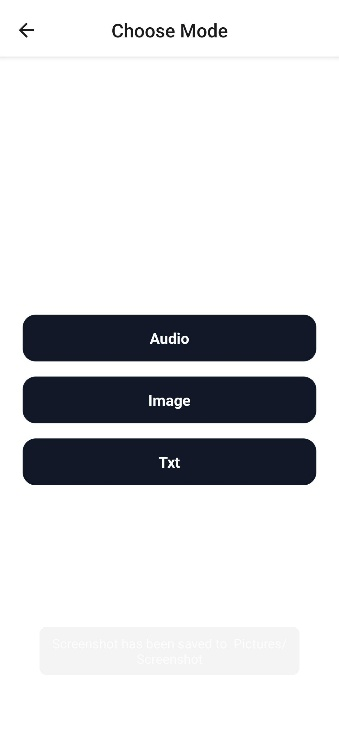 Choose Mode
Audio
Image
Txt
Screenshot has been saved to Pictures/
Screenshot